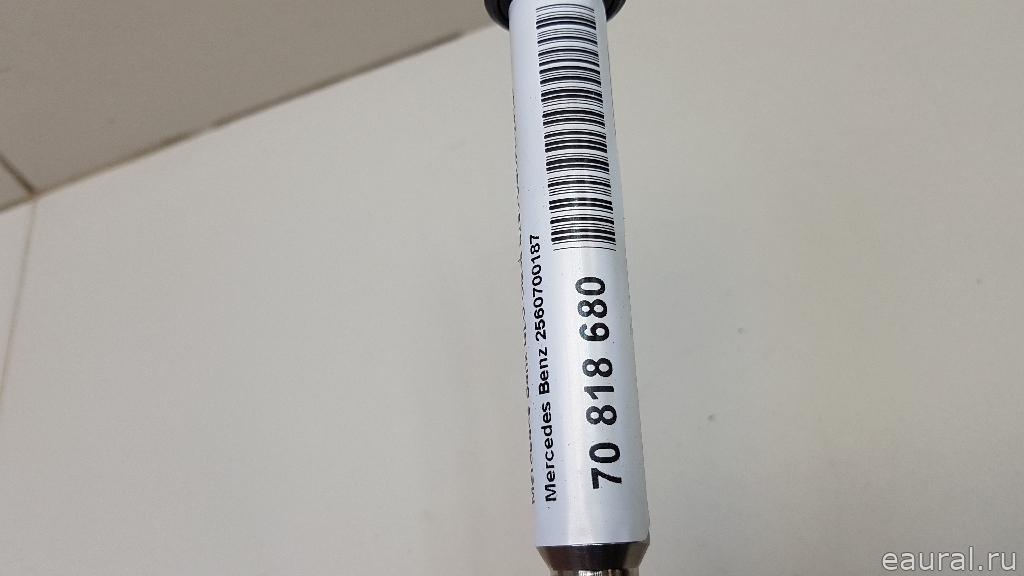 Mercedes Benz 2560700187
70 818 680
eaural.ru